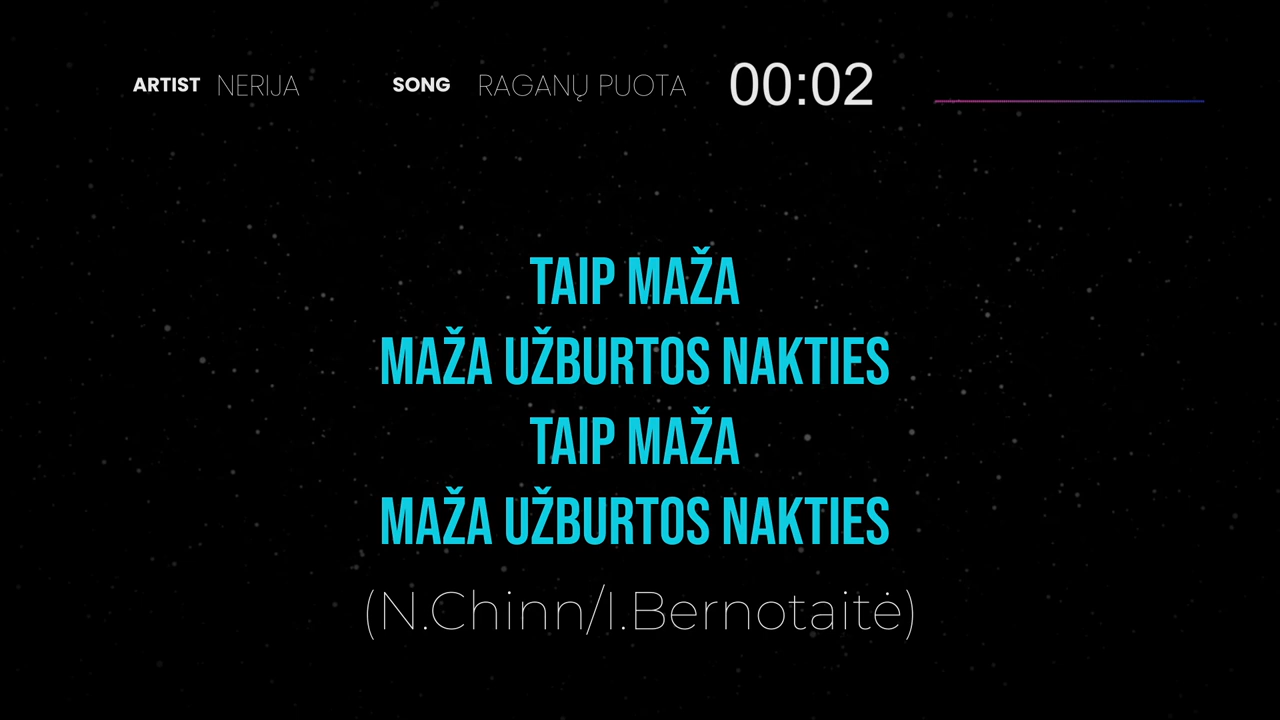 ARTIST NERIJA SONG RAGANŲ PUOTA 00:02
TAIP MAŽA
MAŽA UŽBURTOS NAKTIES
TAIP MAŽA
MAŽA UŽBURTOS NAKTIES
(N.Chinn/I.Bernotaitė)